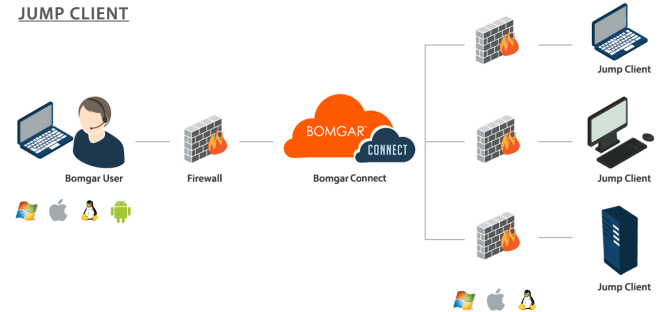 JUMP CLIENT
BOMGAR
CONNECT
Bomgar User
Firewall
Bomgar Connect
Jump Client
Jump Client
Jump Client